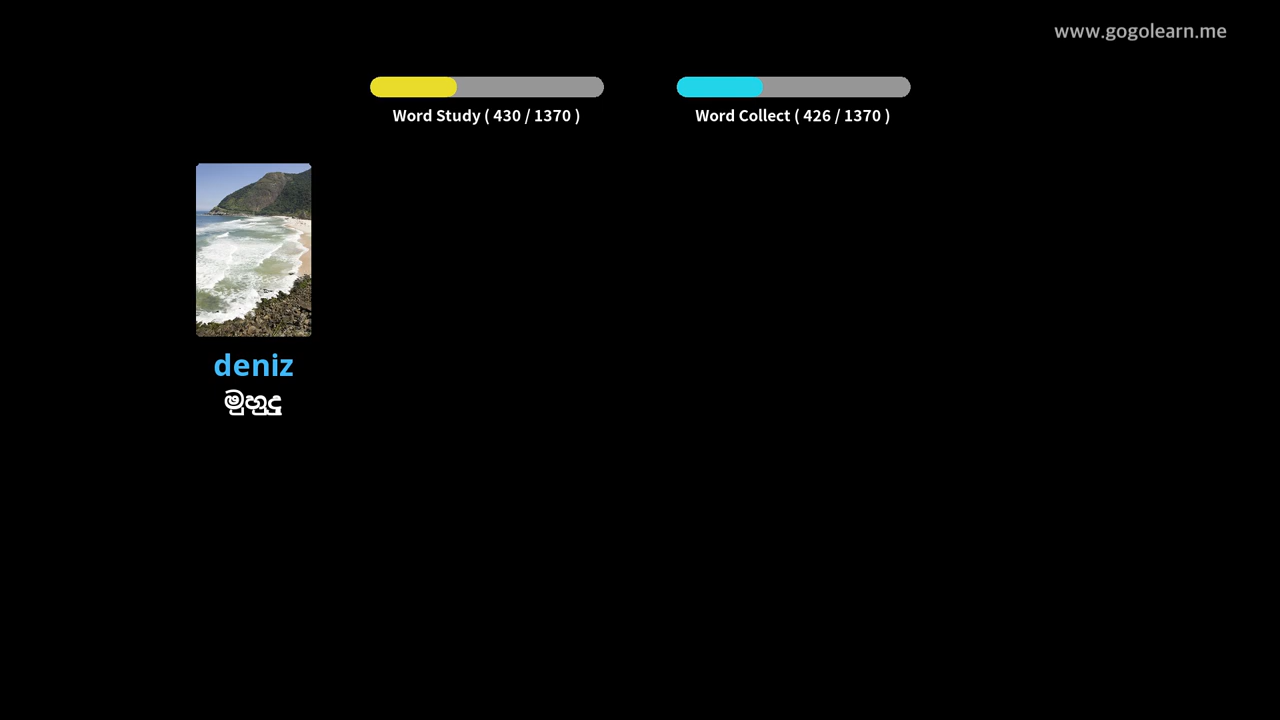 www.gogolearn.me
Word Study ( 430 / 1370 )
Word Collect ( 426 / 1370 )
deniz
මුහුදු